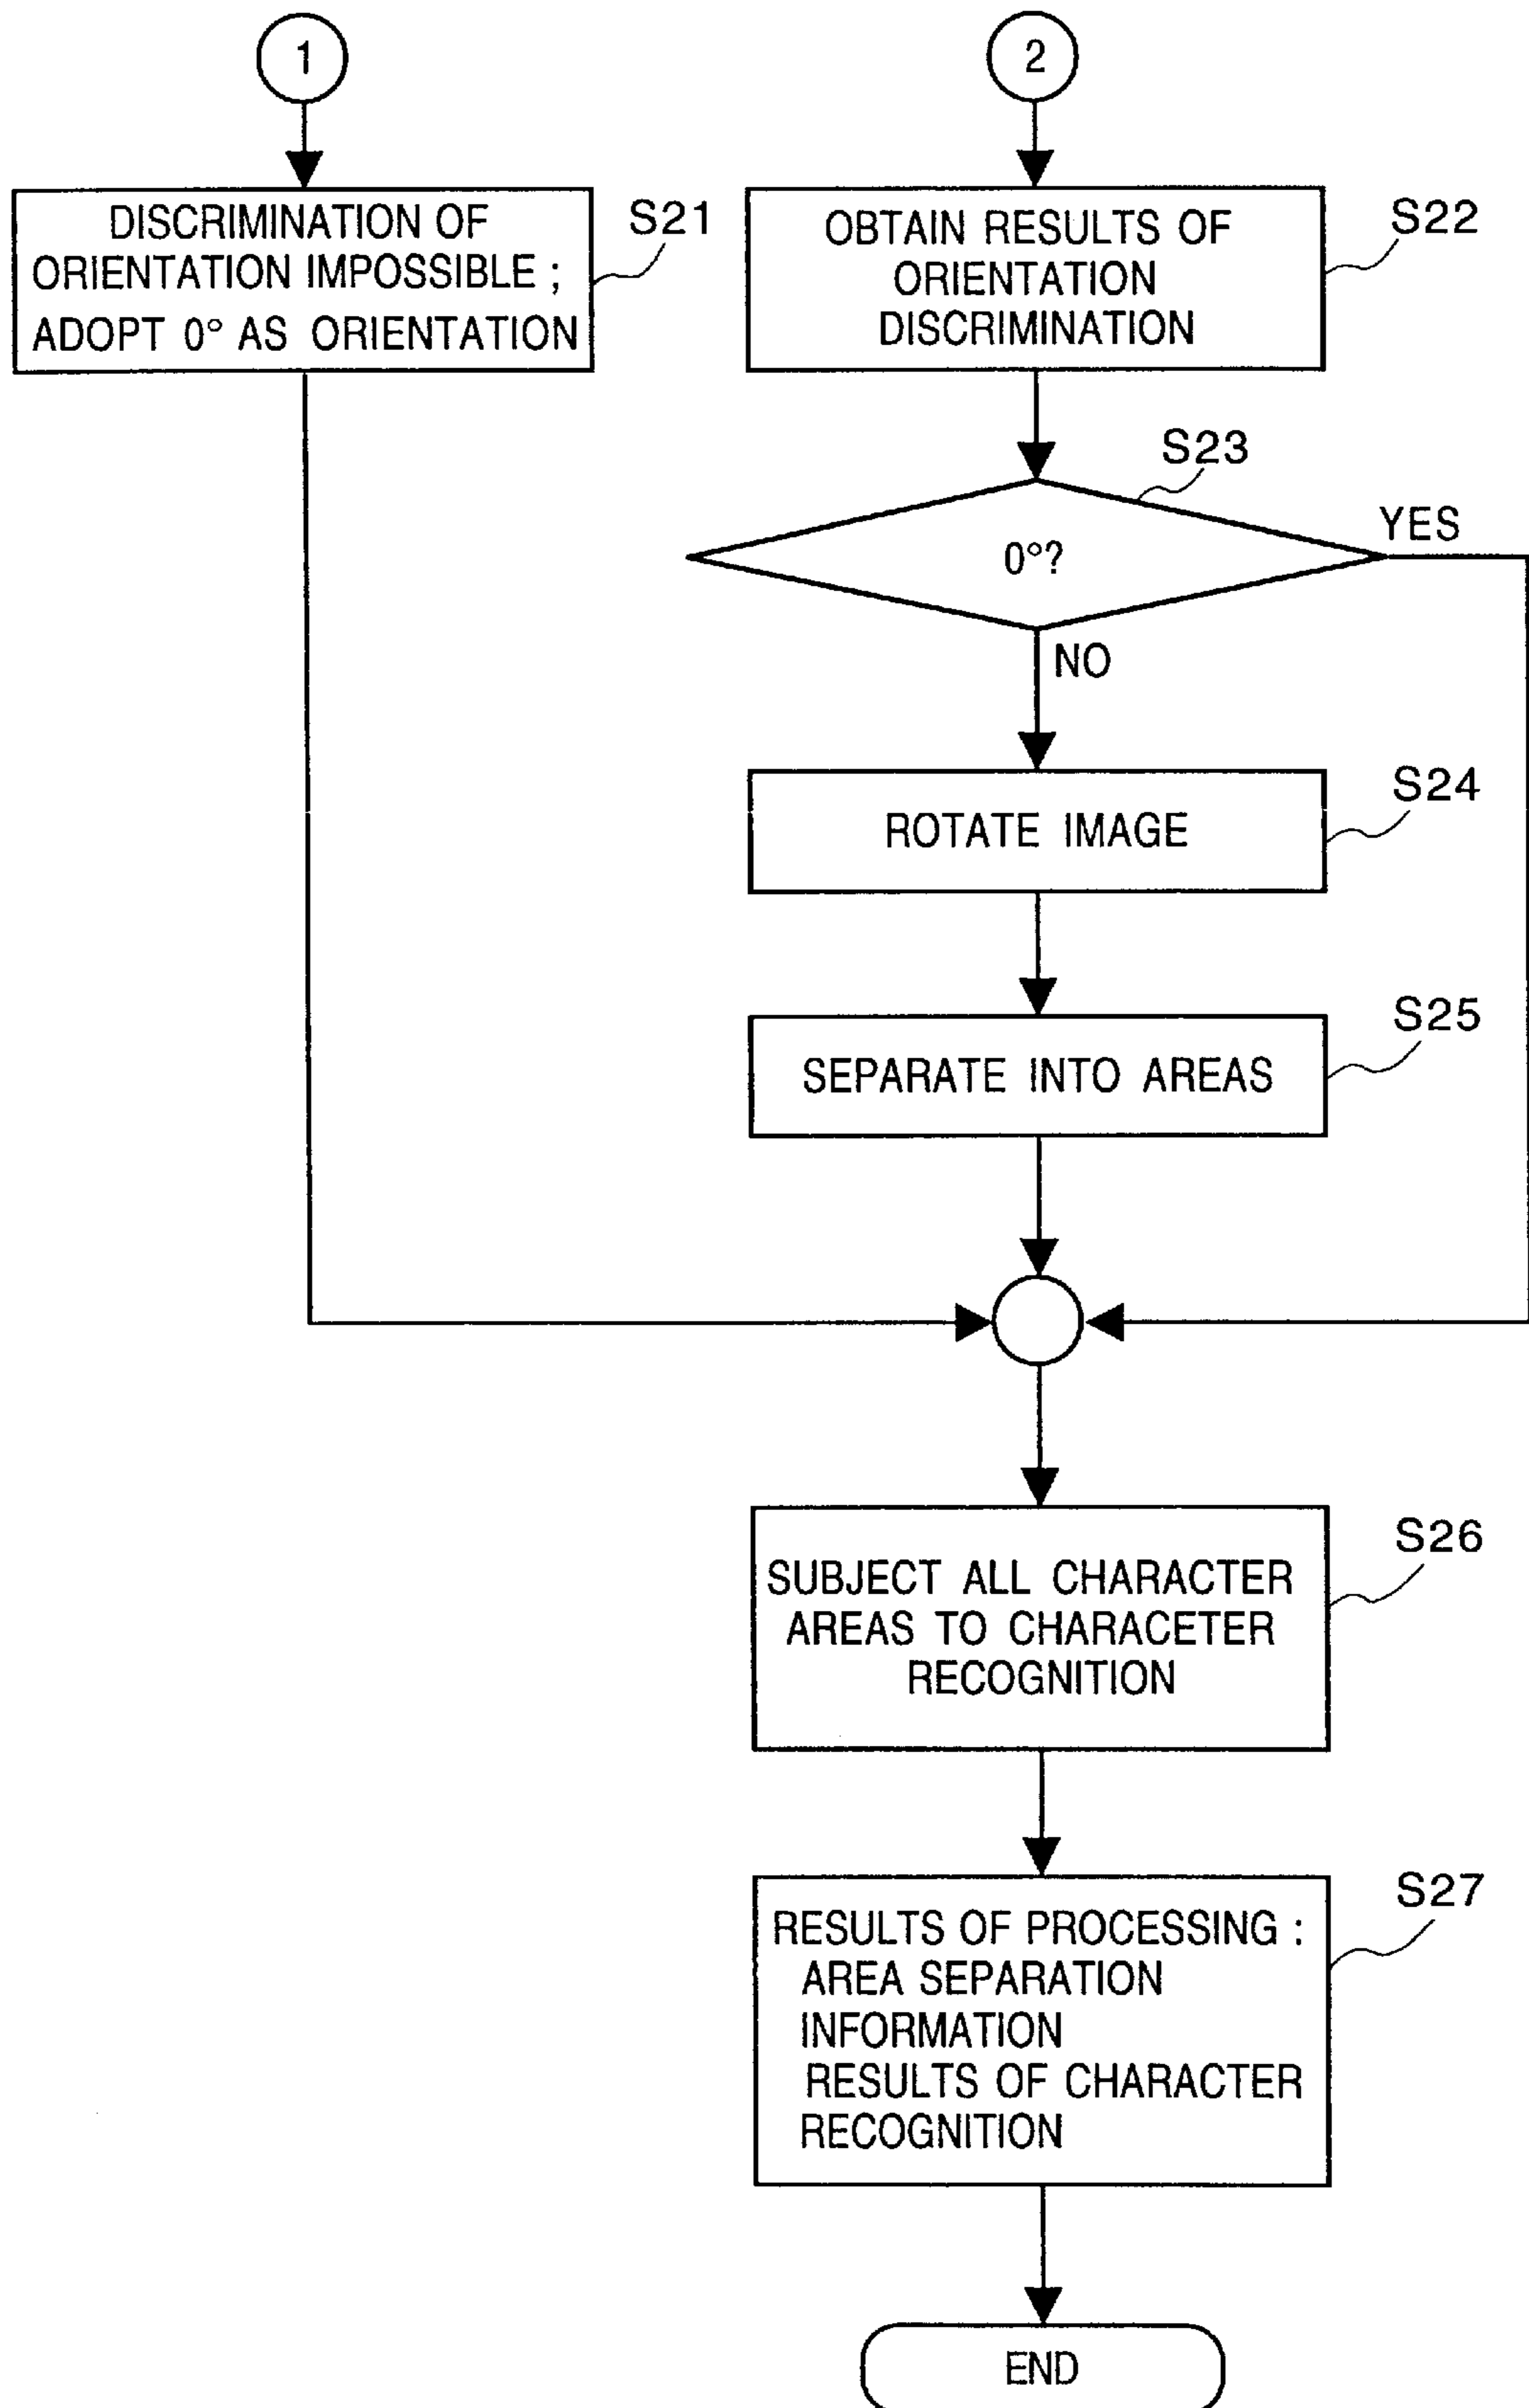 1
2
DISCRIMINATION OF
ORIENTATION IMPOSSIBLE ;
ADOPT 0° AS ORIENTATION
S21
OBTAIN RESULTS OF
ORIENTATION
DISCRIMINATION
S22
S23
0°?
YES
NO
ROTATE IMAGE
S24
SEPARATE INTO AREAS
S25
SUBJECT ALL CHARACTER
AREAS TO CHARACETER
RECOGNITION
S26
RESULTS OF PROCESSING :
AREA SEPARATION
INFORMATION
RESULTS OF CHARACTER
RECOGNITION
S27
END